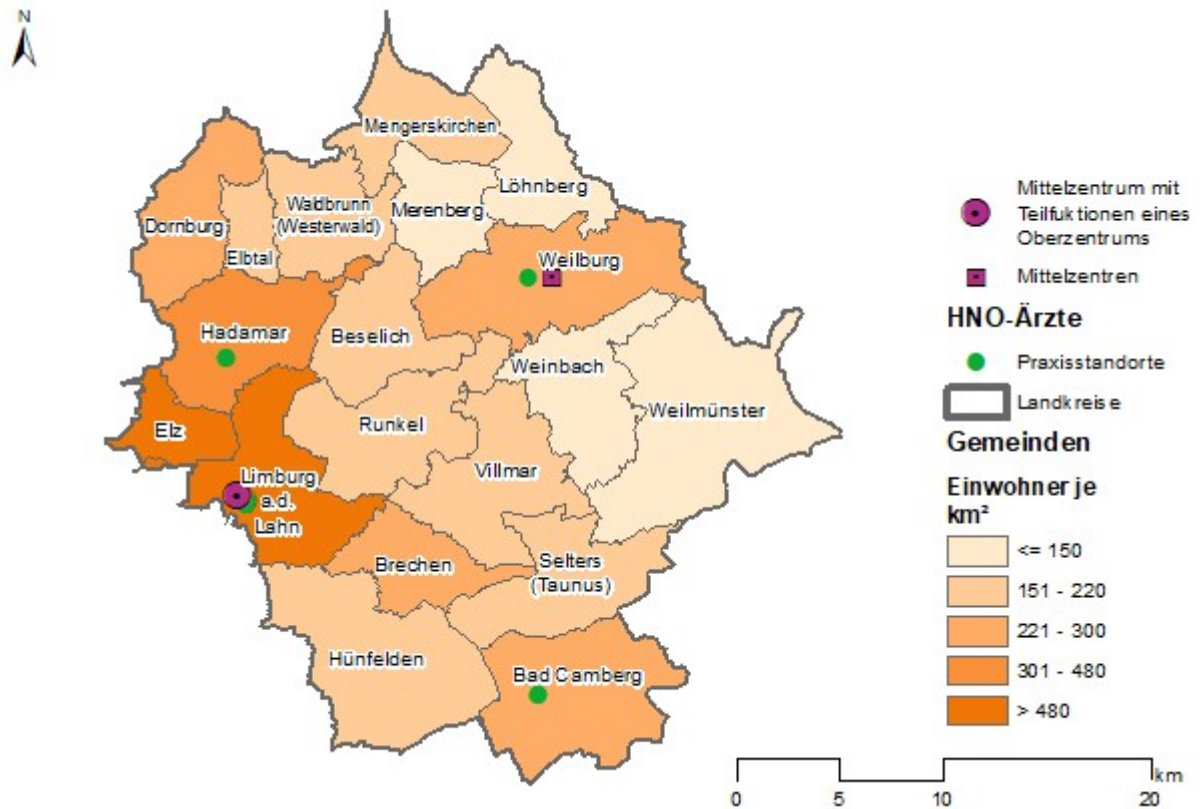 N
Mengerskirchen
Löhnberg
Waldbrunn
(Westerwald)
Merenberg
Dornburg
Elbtal
Weilburg
Hadamar
Beselich
Weinbach
Weilmünster
Elz
Runkel
Villmar
Limburg
a.d.
Lahn
Brechen
Selters
(Taunus)
Hünfelden
Bad Camberg
Mittelzentrum mit
Teilfuktionen eines
Oberzentrums
Mittelzentren
HNO-Ärzte
Praxisstandorte
Landkreise
Gemeinden
Einwohner je
km²
<= 150
151 - 220
221 - 300
301 - 480
> 480
km
0 5 10 20